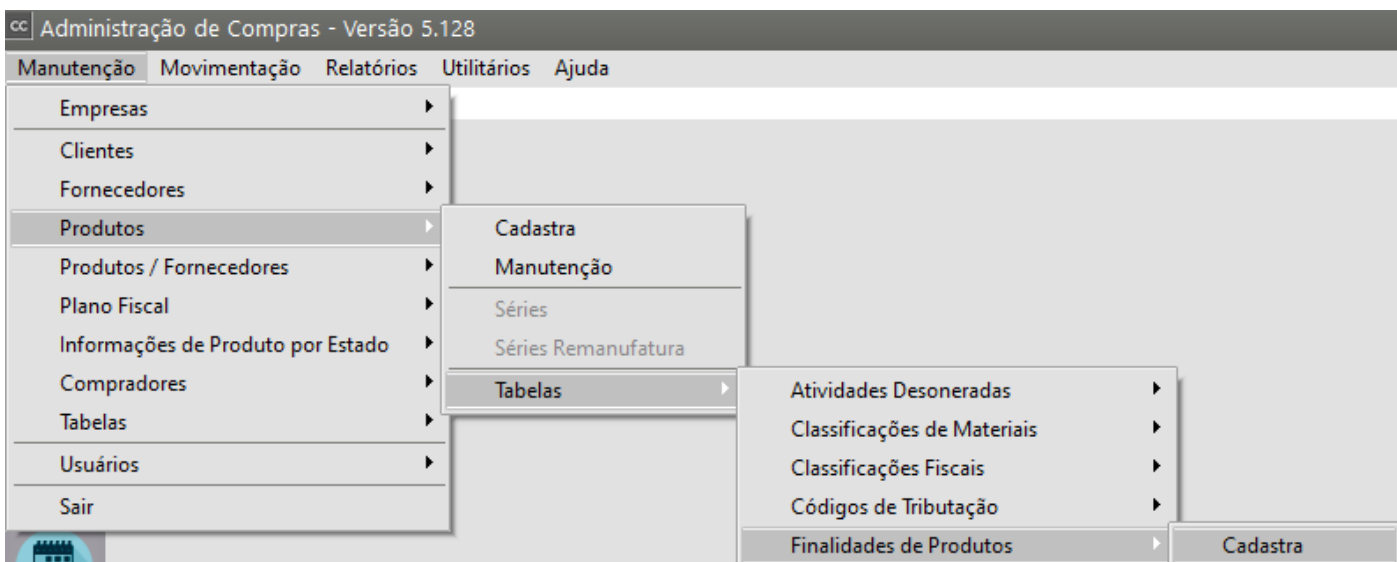 cc Administração de Compras - Versão 5.128
Manutenção Movimentação Relatórios Utilitários Ajuda
Empresas
Clientes
Fornecedores
Produtos
Produtos / Fornecedores
Plano Fiscal
Informações de Produto por Estado
Compradores
Tabelas
Usuários
Sair
Cadastra
Manutenção
Séries
Séries Remanufatura
Tabelas
Atividades Desoneradas
Classificações de Materiais
Classificações Fiscais
Códigos de Tributação
Finalidades de Produtos
Cadastra